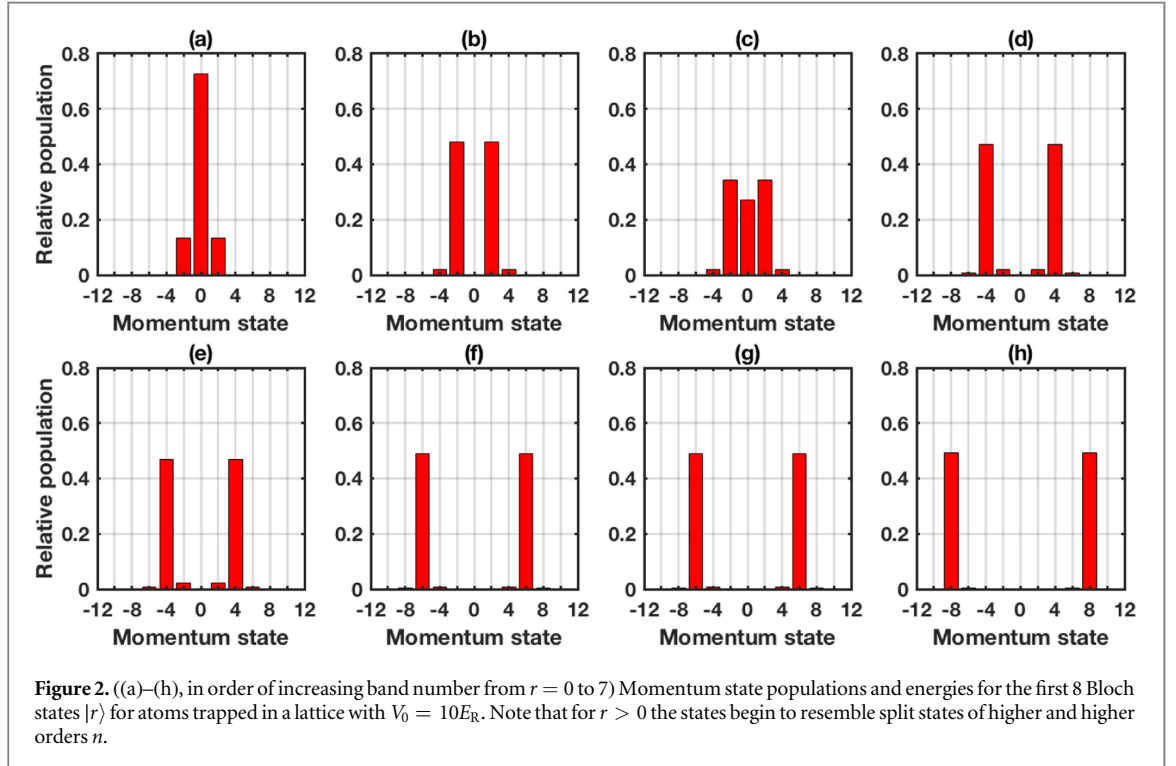 (a) (b) (c) (d)
0.8 0.8 0.8 0.8
0.6 0.6 0.6 0.6
0.4 0.4 0.4 0.4
0.2 0.2 0.2 0.2
0 0 0 0
Relative population
-12 -8 -4 0 4 8 12 -12 -8 -4 0 4 8 12 -12 -8 -4 0 4 8 12 -12 -8 -4 0 4 8 12
Momentum state Momentum state Momentum state Momentum state
(e) (f) (g) (h)
0.8 0.8 0.8 0.8
0.6 0.6 0.6 0.6
0.4 0.4 0.4 0.4
0.2 0.2 0.2 0.2
0 0 0 0
Relative population
-12 -8 -4 0 4 8 12 -12 -8 -4 0 4 8 12 -12 -8 -4 0 4 8 12 -12 -8 -4 0 4 8 12
Momentum state Momentum state Momentum state Momentum state
Figure 2. ((a)–(h), in order of increasing band number from r = 0 to 7) Momentum state populations and energies for the first 8 Bloch
states |r⟩ for atoms trapped in a lattice with V₀ = 10E_R. Note that for r > 0 the states begin to resemble split states of higher and higher
orders n.